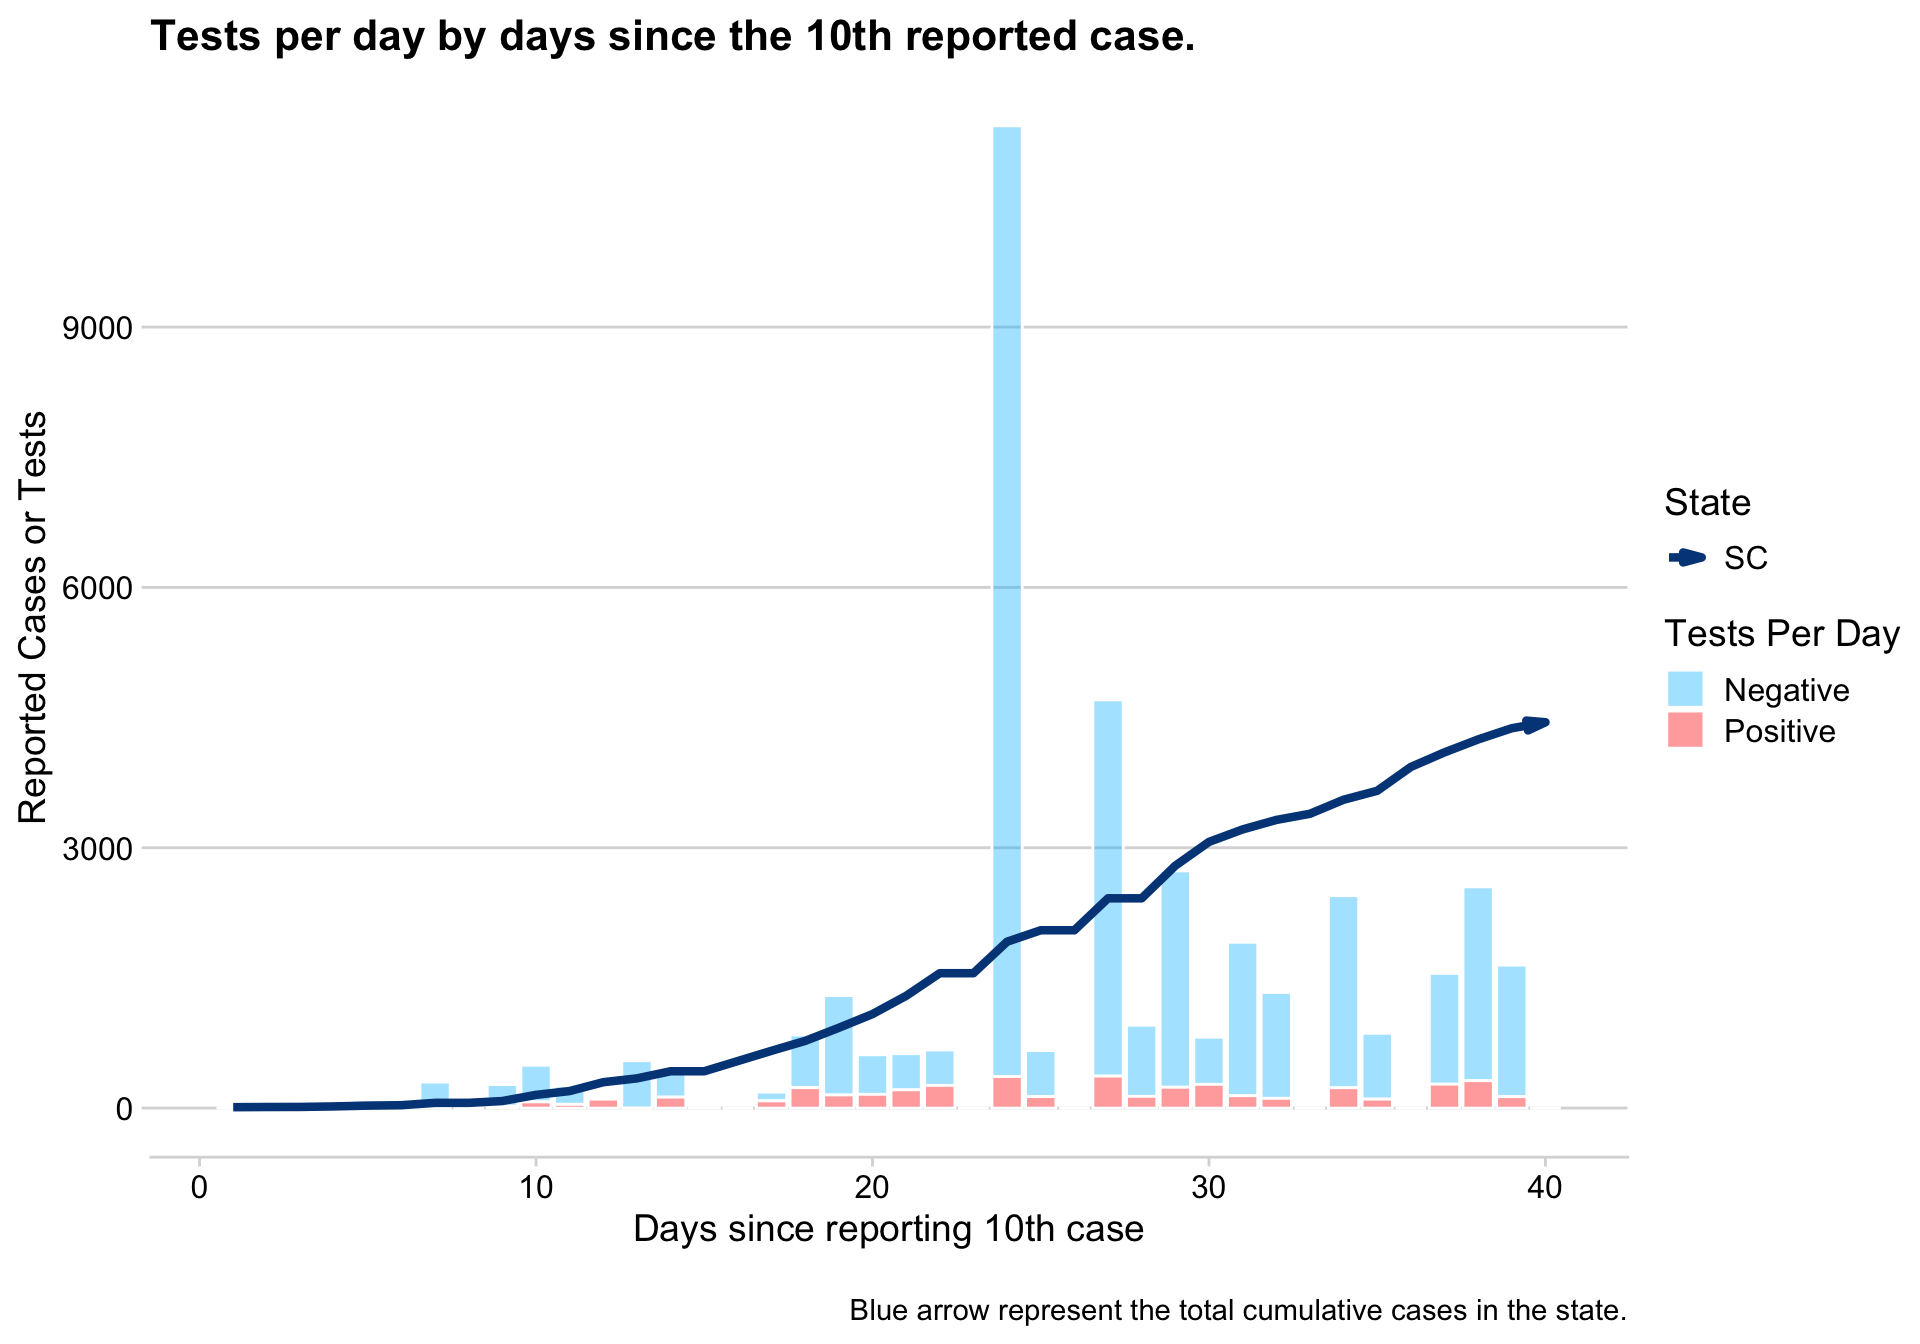 Tests per day by days since the 10th reported case.
Reported Cases or Tests
9000
6000
3000
0
0 10 20 30 40
Days since reporting 10th case
State
SC
Tests Per Day
Negative
Positive
Blue arrow represent the total cumulative cases in the state.